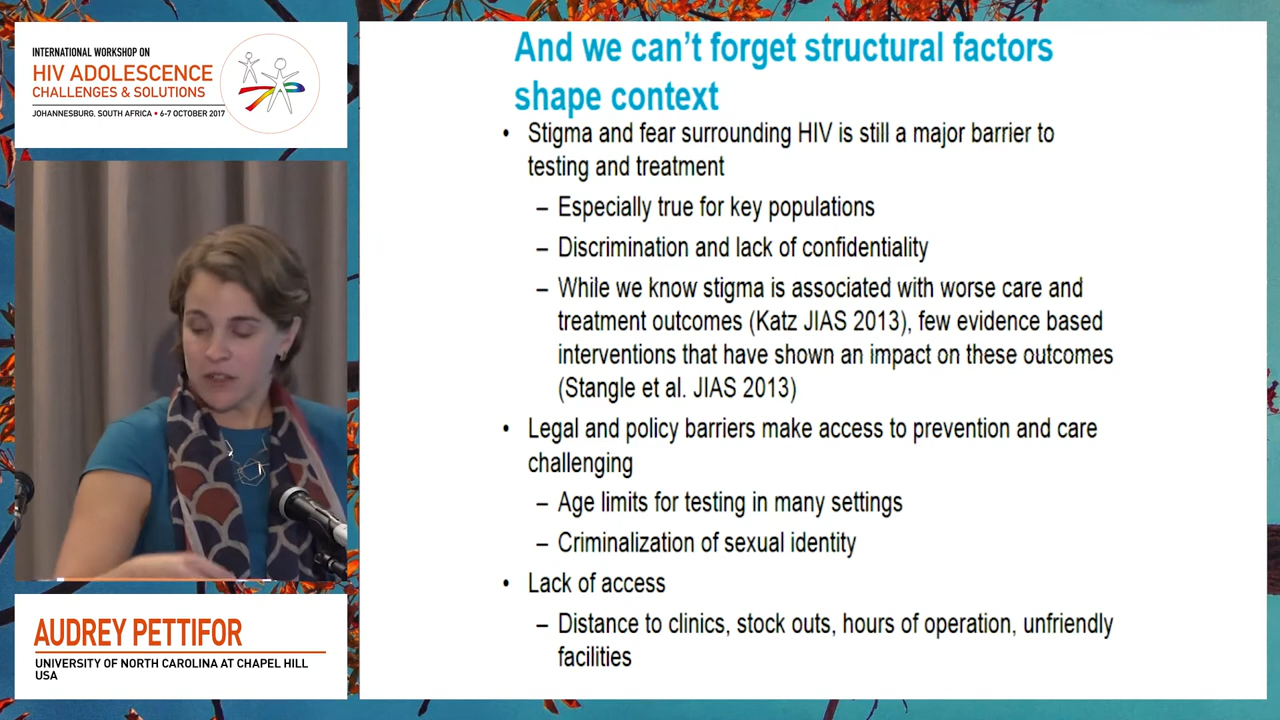 INTERNATIONAL WORKSHOP ON
HIV ADOLESCENCE
CHALLENGES & SOLUTIONS
JOHANNESBURG, SOUTH AFRICA • 6-7 OCTOBER 2017
And we can't forget structural factors
shape context
• Stigma and fear surrounding HIV is still a major barrier to
testing and treatment
– Especially true for key populations
– Discrimination and lack of confidentiality
– While we know stigma is associated with worse care and
treatment outcomes (Katz JIAS 2013), few evidence based
interventions that have shown an impact on these outcomes
(Stangle et al. JIAS 2013)
• Legal and policy barriers make access to prevention and care
challenging
– Age limits for testing in many settings
– Criminalization of sexual identity
• Lack of access
– Distance to clinics, stock outs, hours of operation, unfriendly
facilities
AUDREY PETTIFOR
UNIVERSITY OF NORTH CAROLINA AT CHAPEL HILL
USA